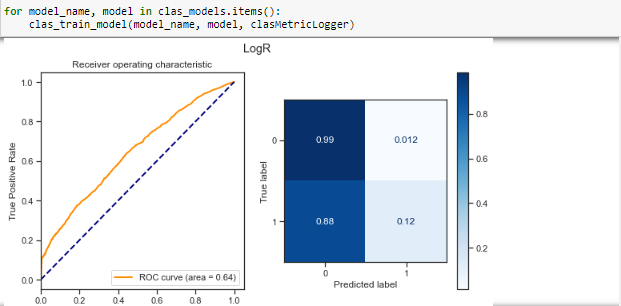 for model_name, model in clas_models.items():
clas_train_model(model_name, model, clasMetricLogger)
LogR
Receiver operating characteristic
1.0
0.8
0.6
0.4
0.2
0.0
True Positive Rate
ROC curve (area = 0.64)
0.0 0.2 0.4 0.6 0.8 1.0
True label
0
1
0.99 0.012
0.88 0.12
0 1
Predicted label
0.8
0.6
0.4
0.2